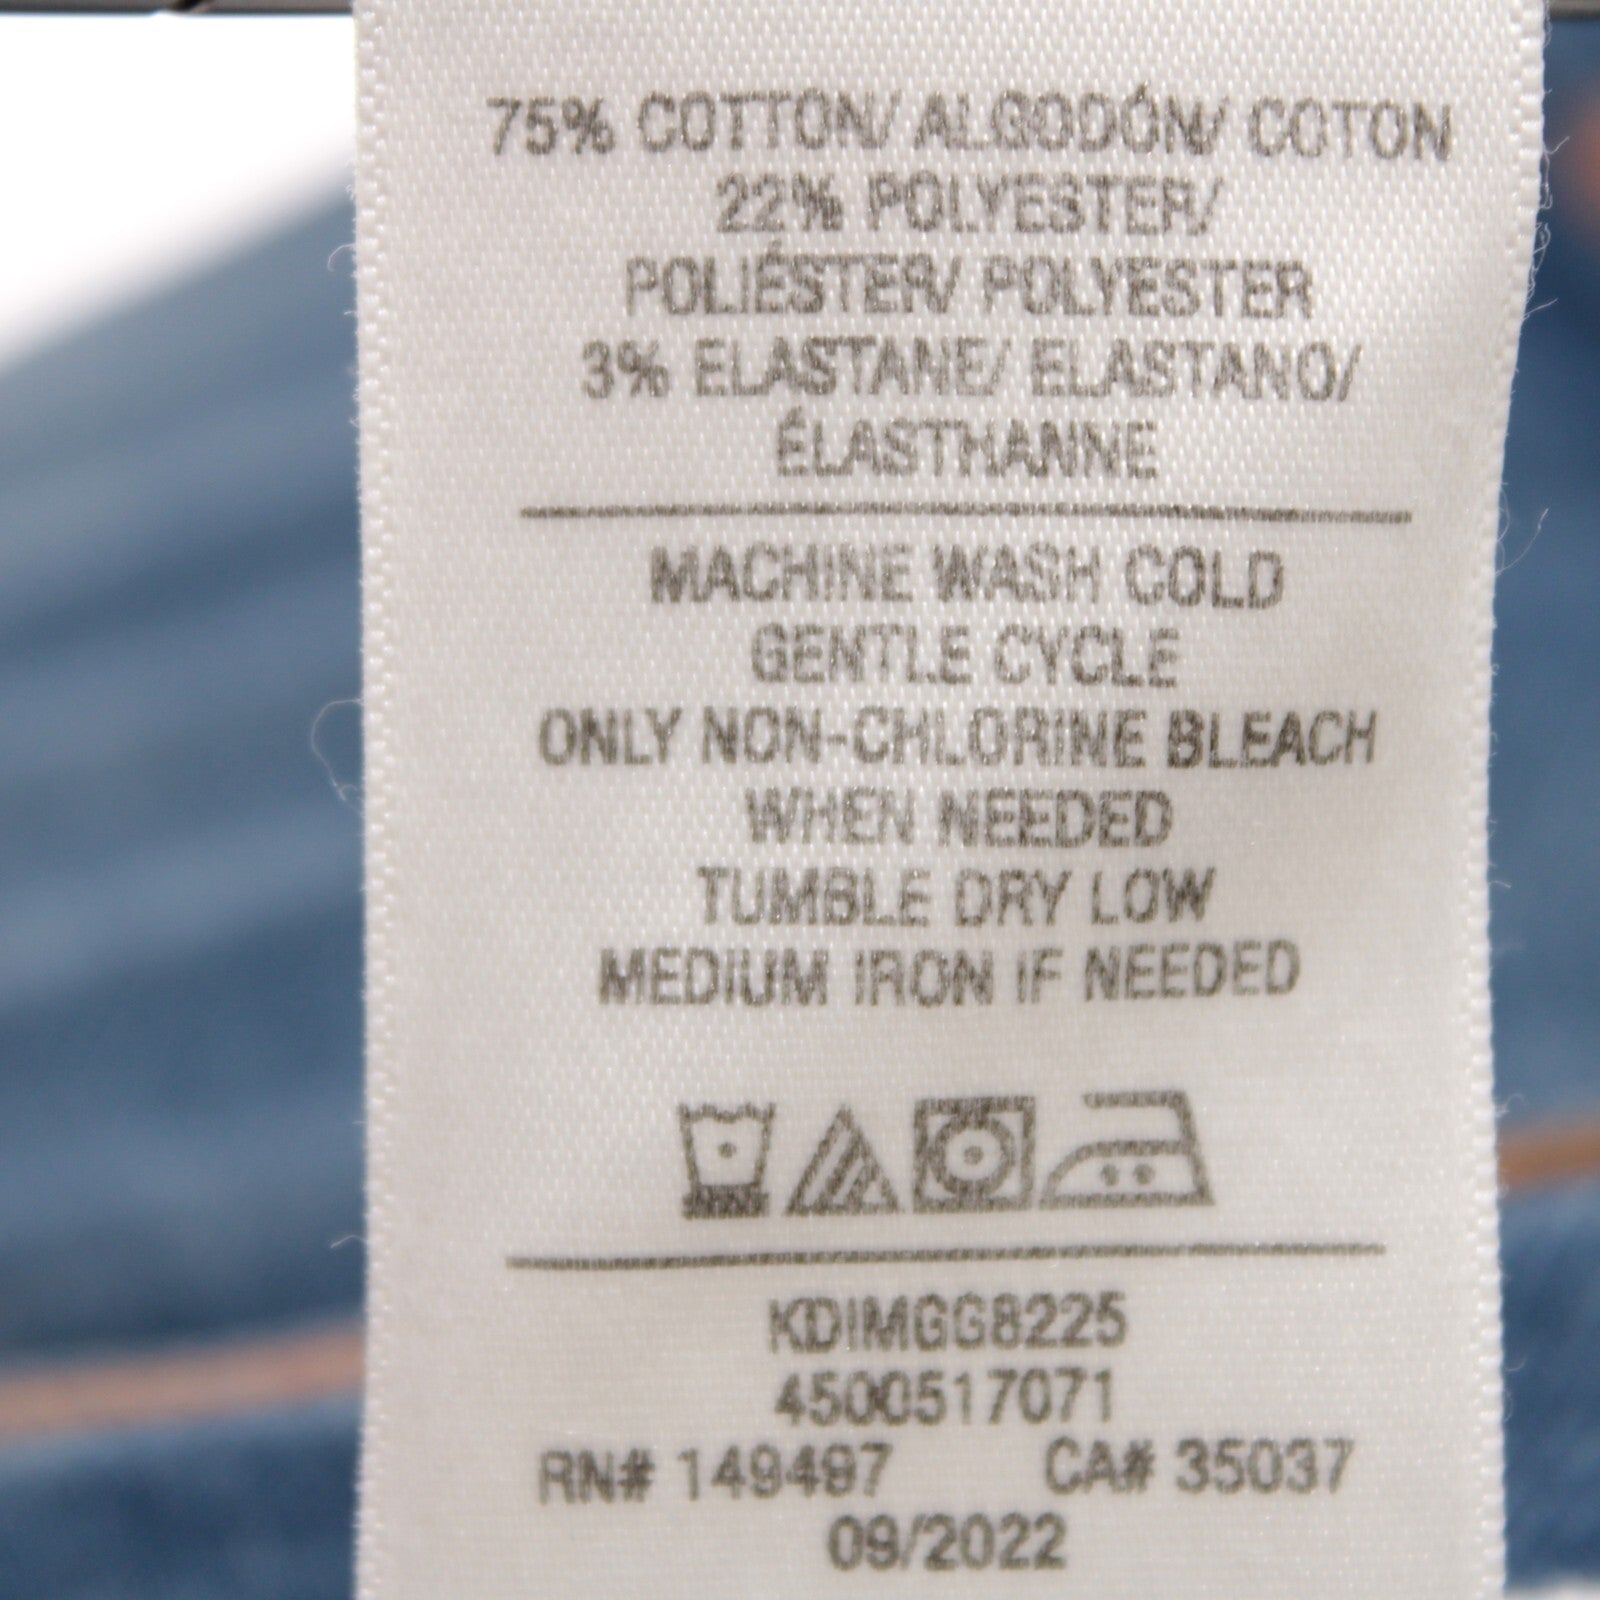 75% COTTON/ ALGODÓN/ COTON
22% POLYESTER/
POLIÉSTER/ POLYESTER
3% ELASTANE/ ELASTANO/
ÉLASTHANNE
MACHINE WASH COLD
GENTLE CYCLE
ONLY NON-CHLORINE BLEACH
WHEN NEEDED
TUMBLE DRY LOW
MEDIUM IRON IF NEEDED
KDIMGG8225
4500517071
RN# 149497 CA# 35037
09/2022